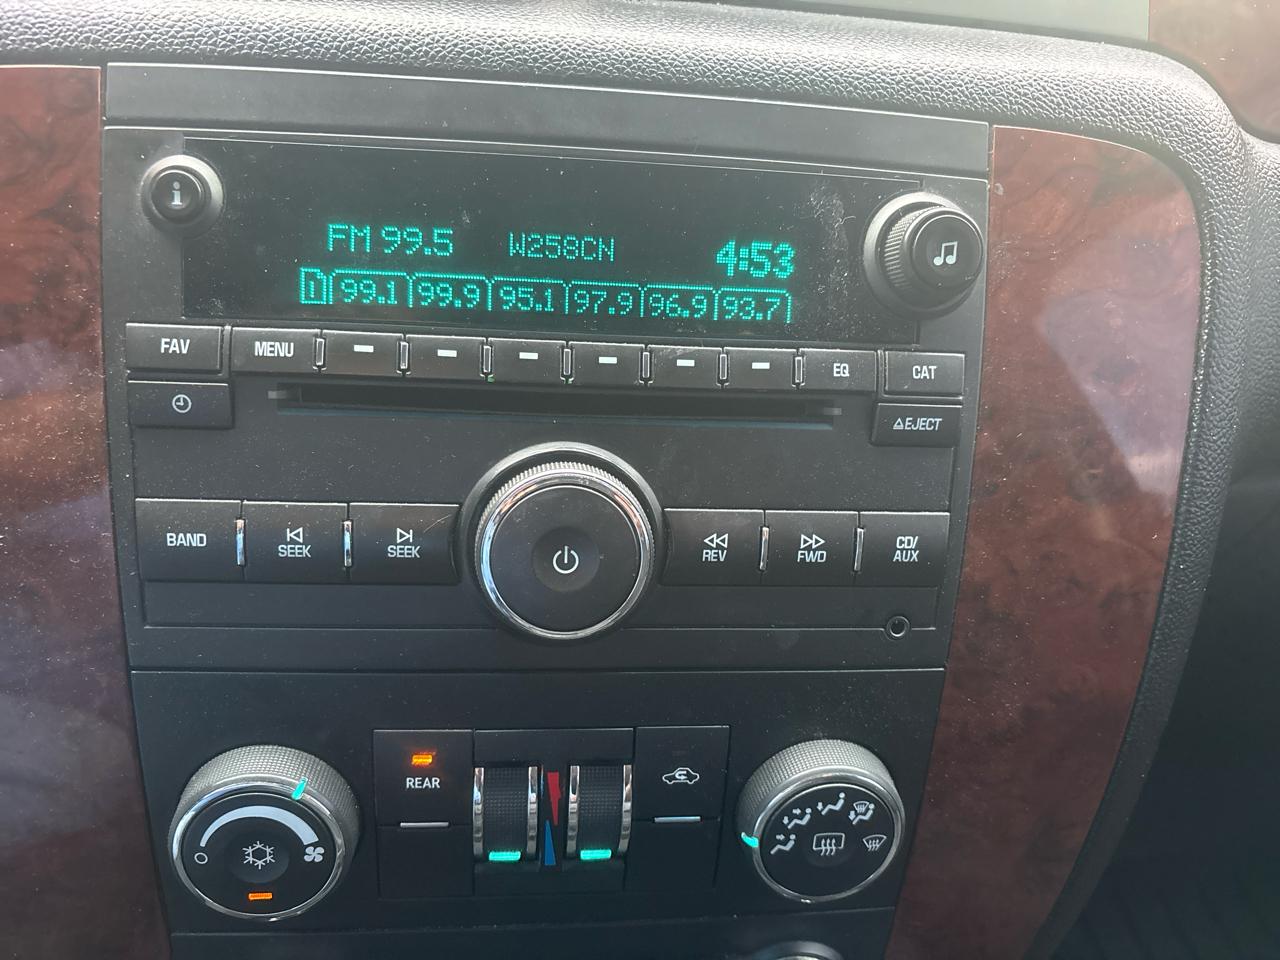 i
FM 99.5 W258CN 4:53
1 99.1 99.9 95.1 97.9 96.9 93.7
FAV MENU EQ CAT
EJECT
BAND SEEK SEEK REV FWD CD/
AUX
REAR